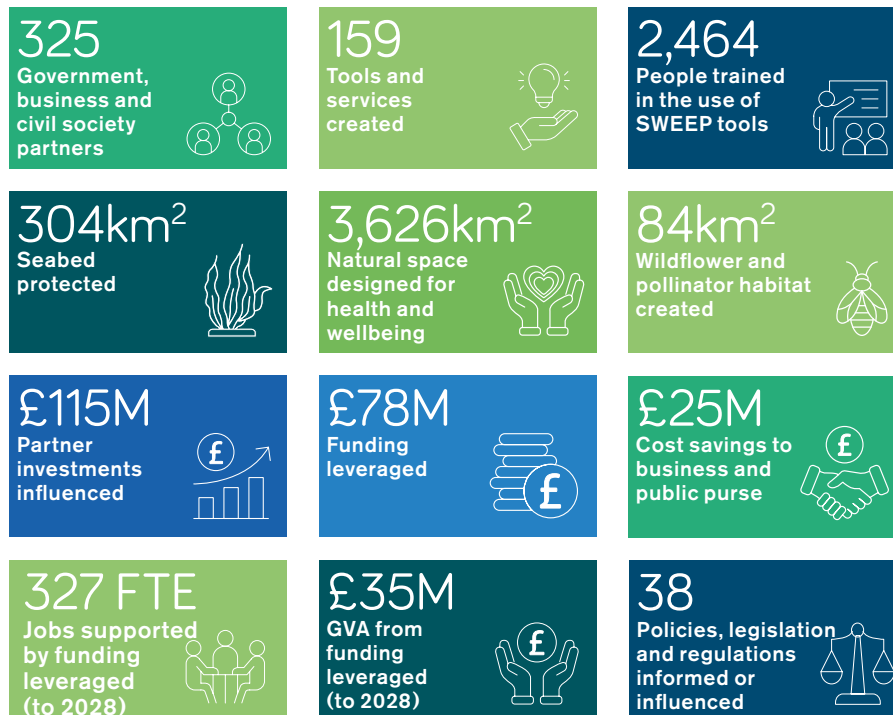 325
Government,
business and
civil society
partners
159
Tools and
services
created
2,464
People trained
in the use of
SWEEP tools
304km²
Seabed
protected
3,626km²
Natural space
designed for
health and
wellbeing
84km²
Wildflower and
pollinator habitat
created
£115M
Partner
investments
influenced
£
£78M
Funding
leveraged
£
£25M
Cost savings to
business and
public purse
£
327 FTE
Jobs supported
by funding
leveraged
(to 2028)
£35M
GVA from
funding
leveraged
(to 2028)
£
38
Policies, legislation
and regulations
informed or
influenced